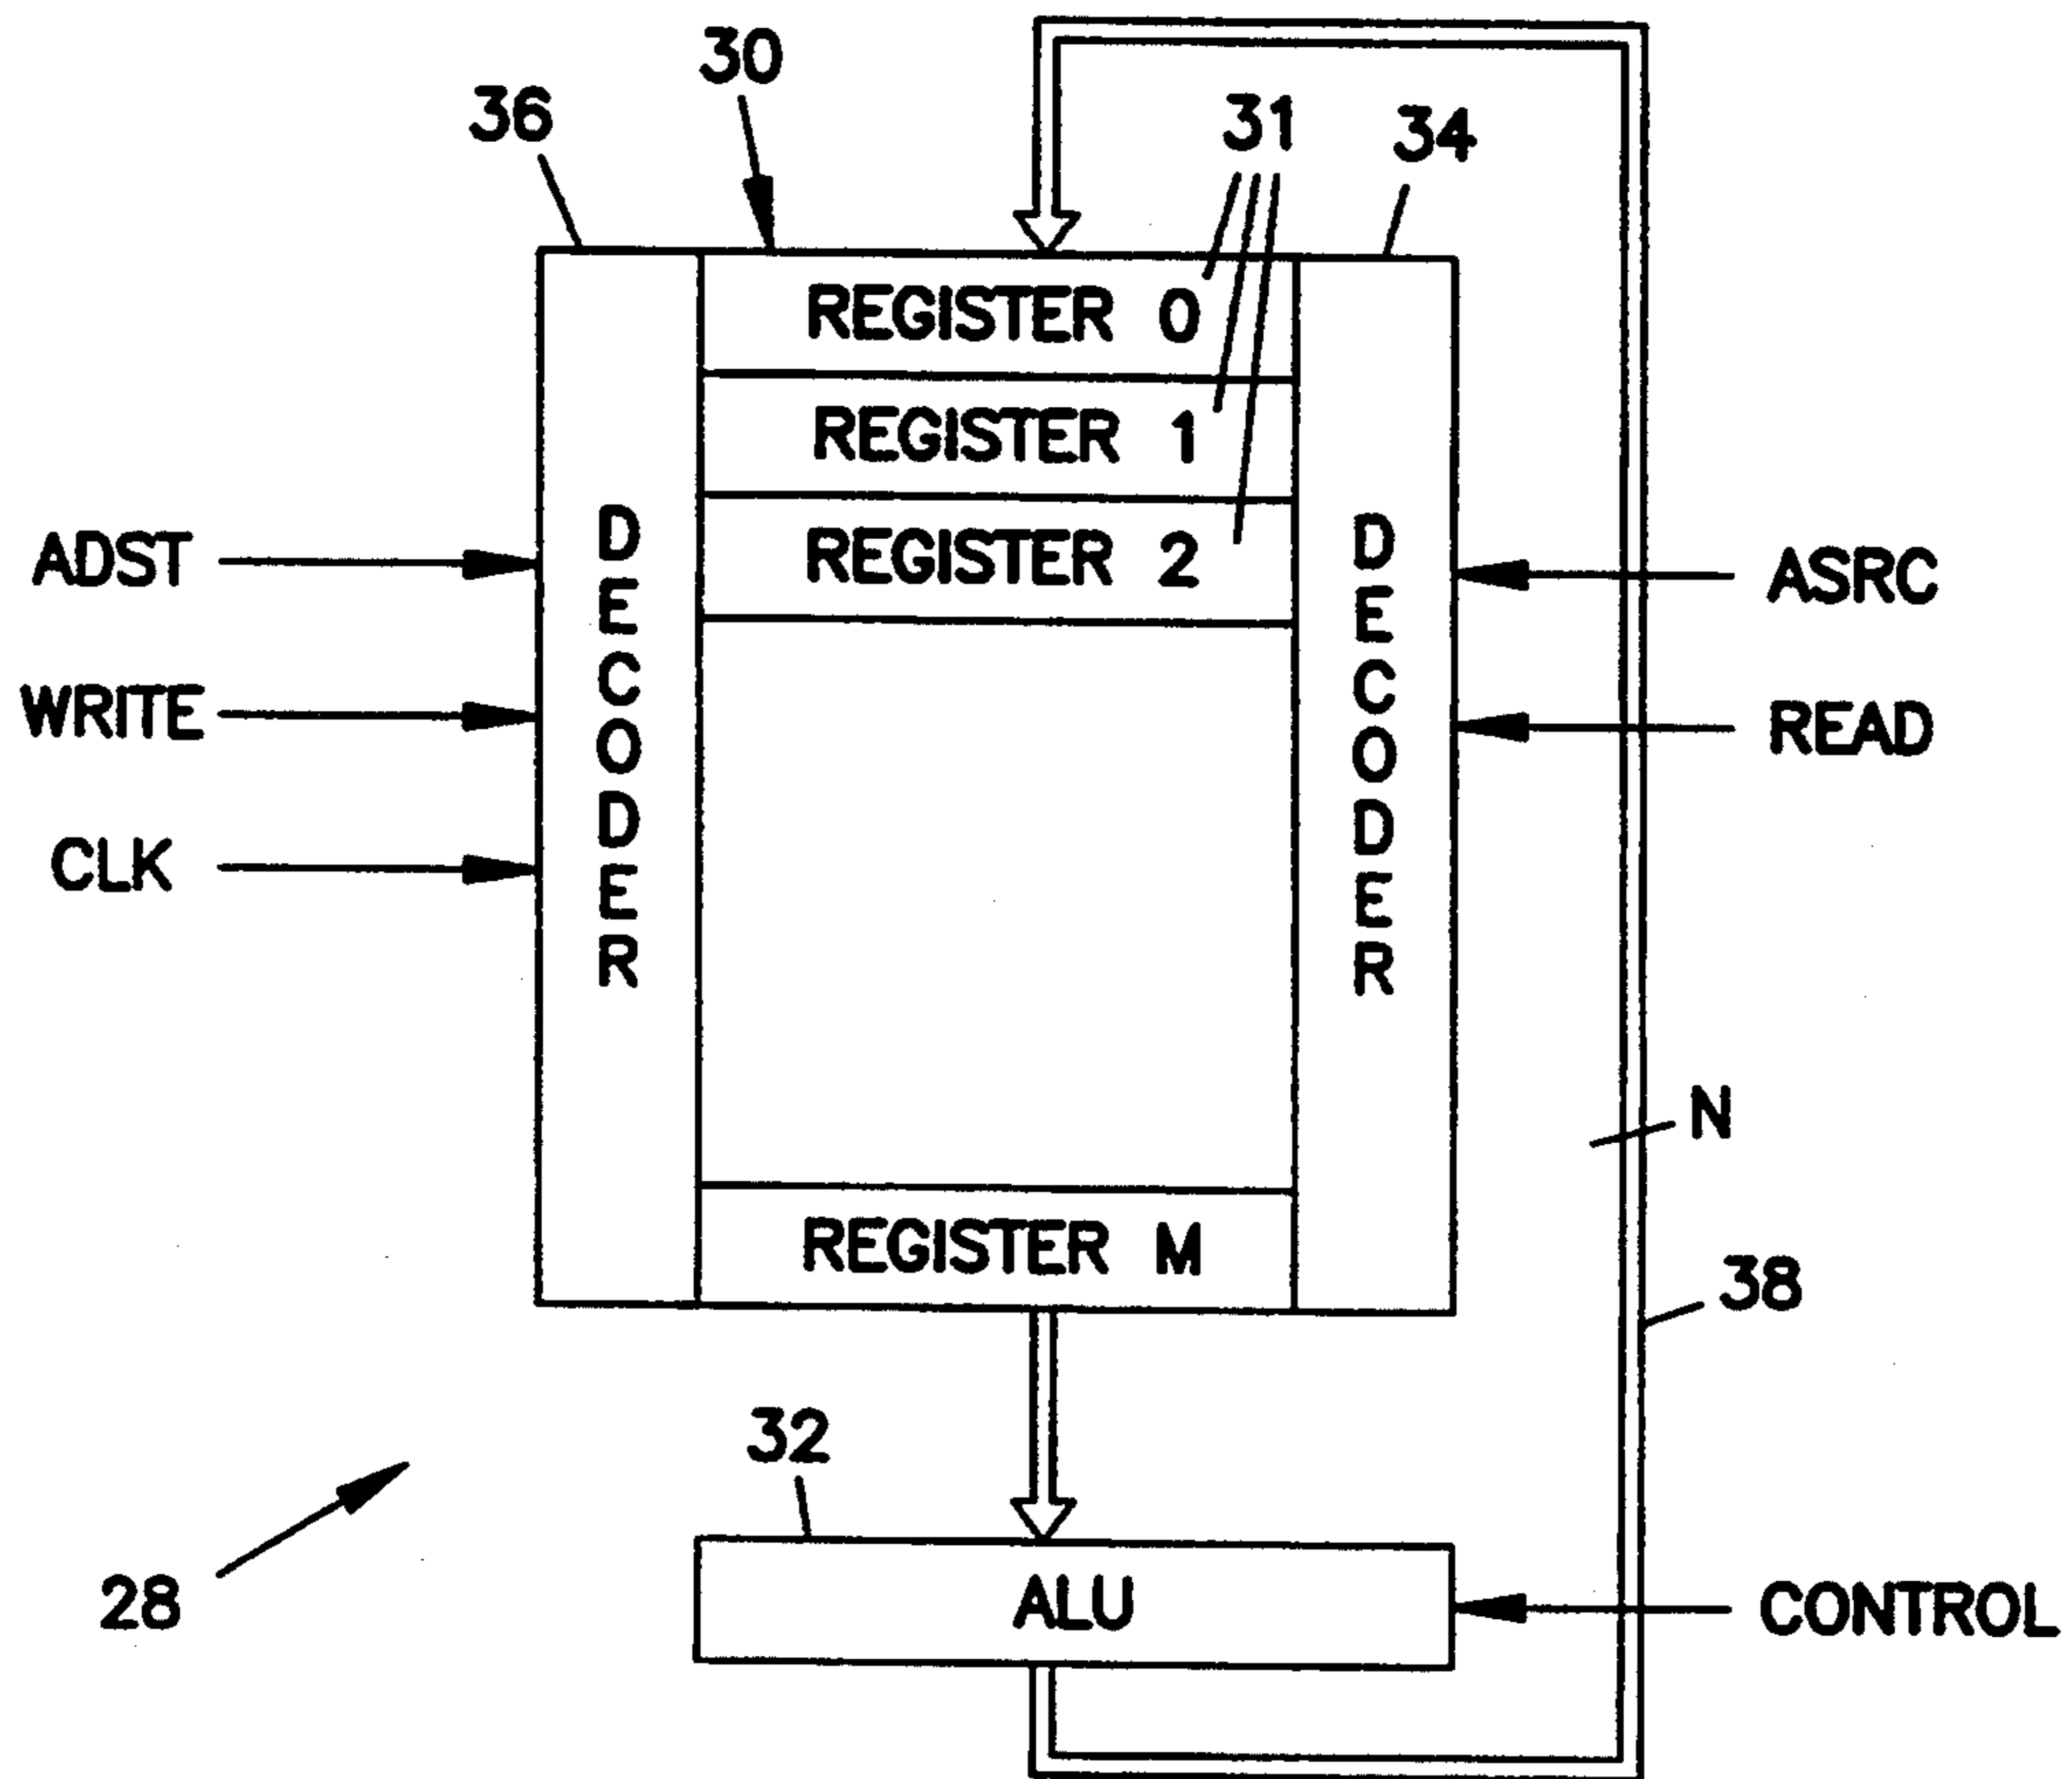 30
36
31
34
REGISTER 0
REGISTER 1
REGISTER 2
DECODER
DECODER
ADST
ASRC
WRITE
READ
CLK
N
REGISTER M
38
32
28
ALU
CONTROL